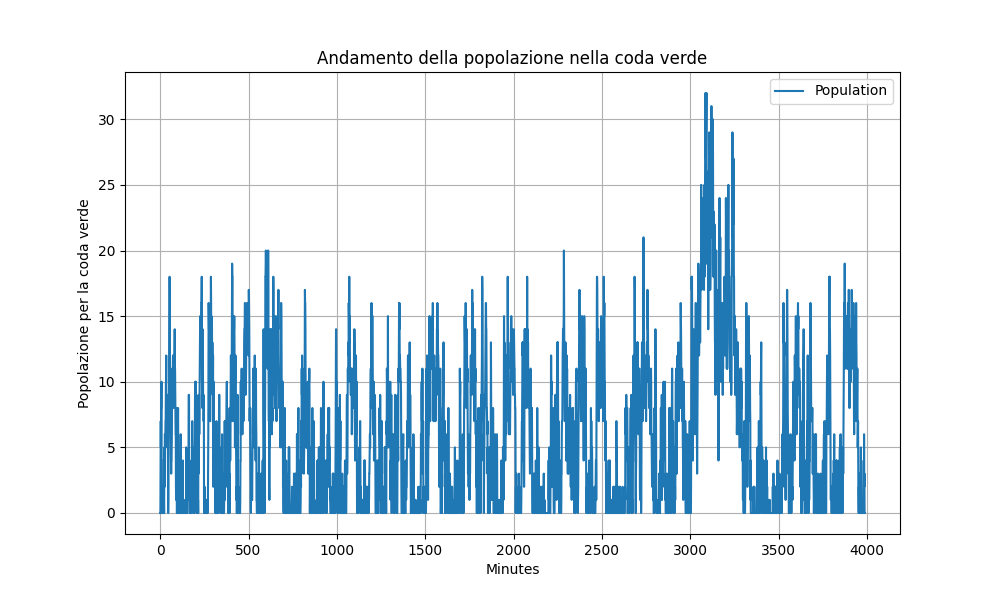 Andamento della popolazione nella coda verde
Population
Popolazione per la coda verde
30
25
20
15
10
5
0
0 500 1000 1500 2000 2500 3000 3500 4000
Minutes